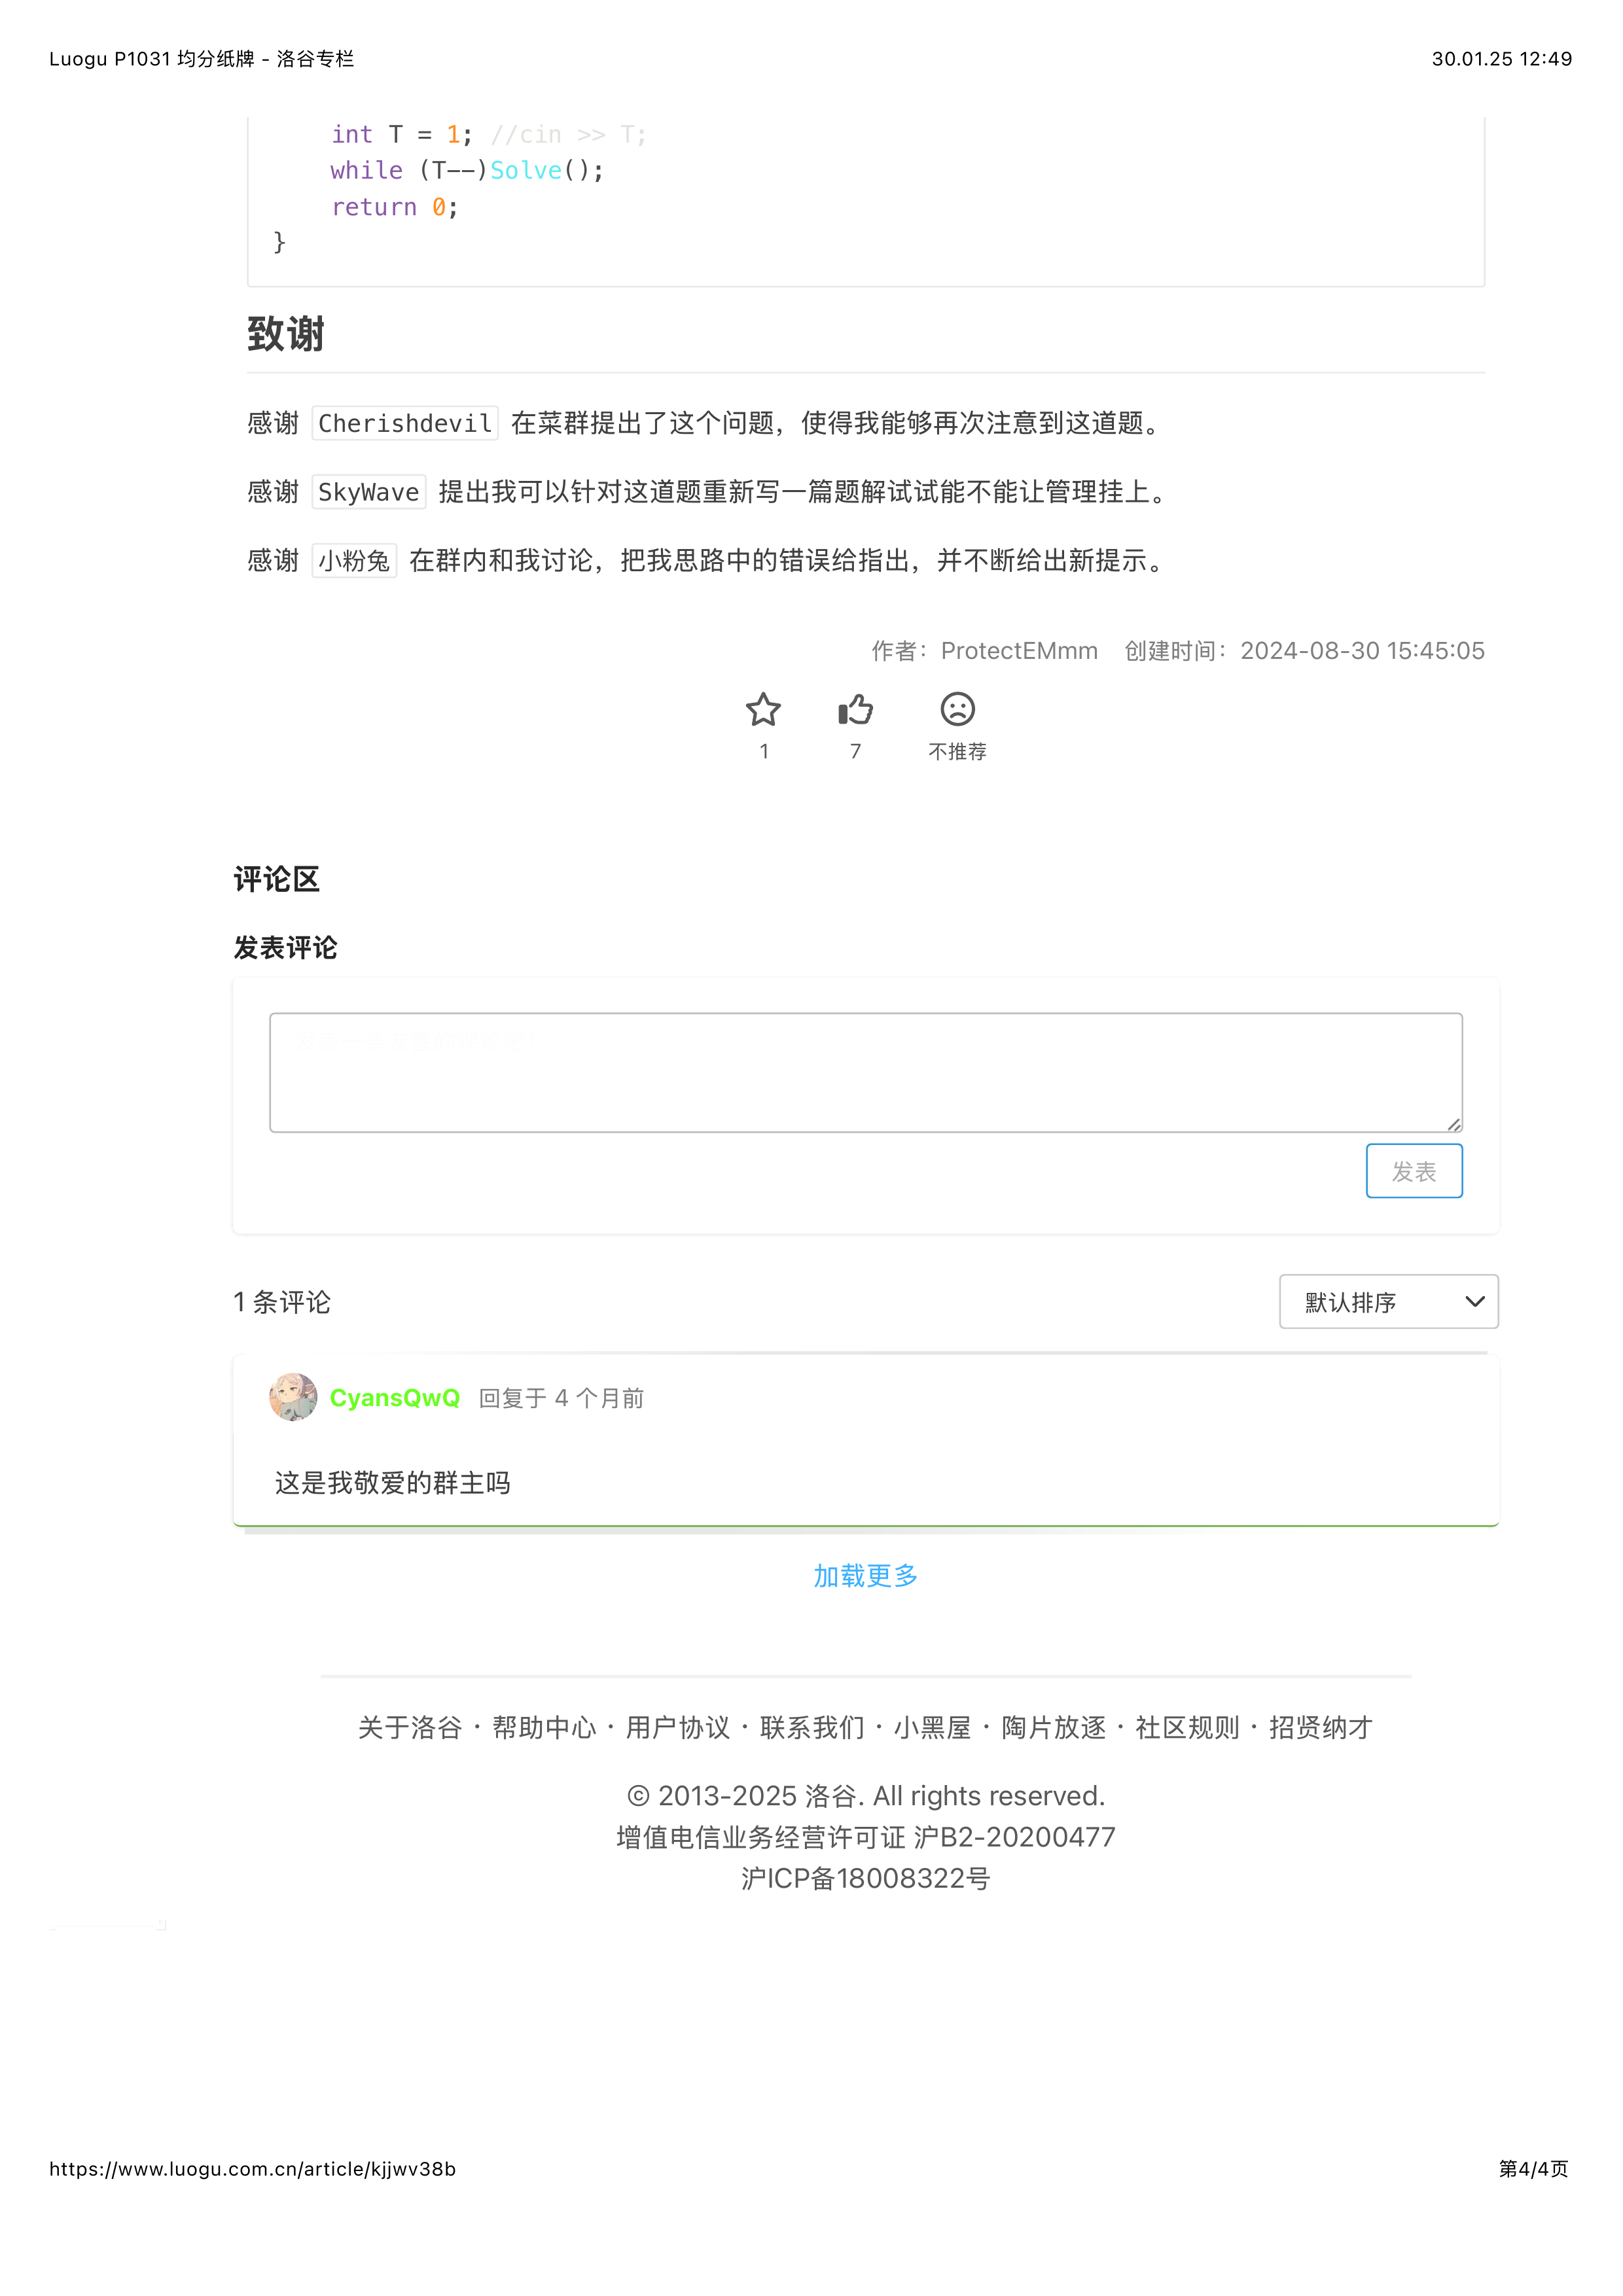 Luogu P1031 均分纸牌 - 洛谷专栏
30.01.25 12:49
int T = 1; //cin >> T;
while (T--)Solve();
return 0;
}
致谢
感谢 Cherishdevil 在菜群提出了这个问题，使得我能够再次注意到这道题。
感谢 SkyWave 提出我可以针对这道题重新写一篇题解试试能不能让管理挂上。
感谢 小粉兔 在群内和我讨论，把我思路中的错误给指出，并不断给出新提示。
作者：ProtectEMmm 创建时间：2024-08-30 15:45:05
1 7 不推荐
评论区
发表评论
发表
1 条评论
默认排序
CyansQwQ 回复于 4 个月前
这是我敬爱的群主吗
加载更多
关于洛谷 · 帮助中心 · 用户协议 · 联系我们 · 小黑屋 · 陶片放逐 · 社区规则 · 招贤纳才
© 2013-2025 洛谷. All rights reserved.
增值电信业务经营许可证 沪B2-20200477
沪ICP备18008322号
https://www.luogu.com.cn/article/kjjwv38b
第4/4页